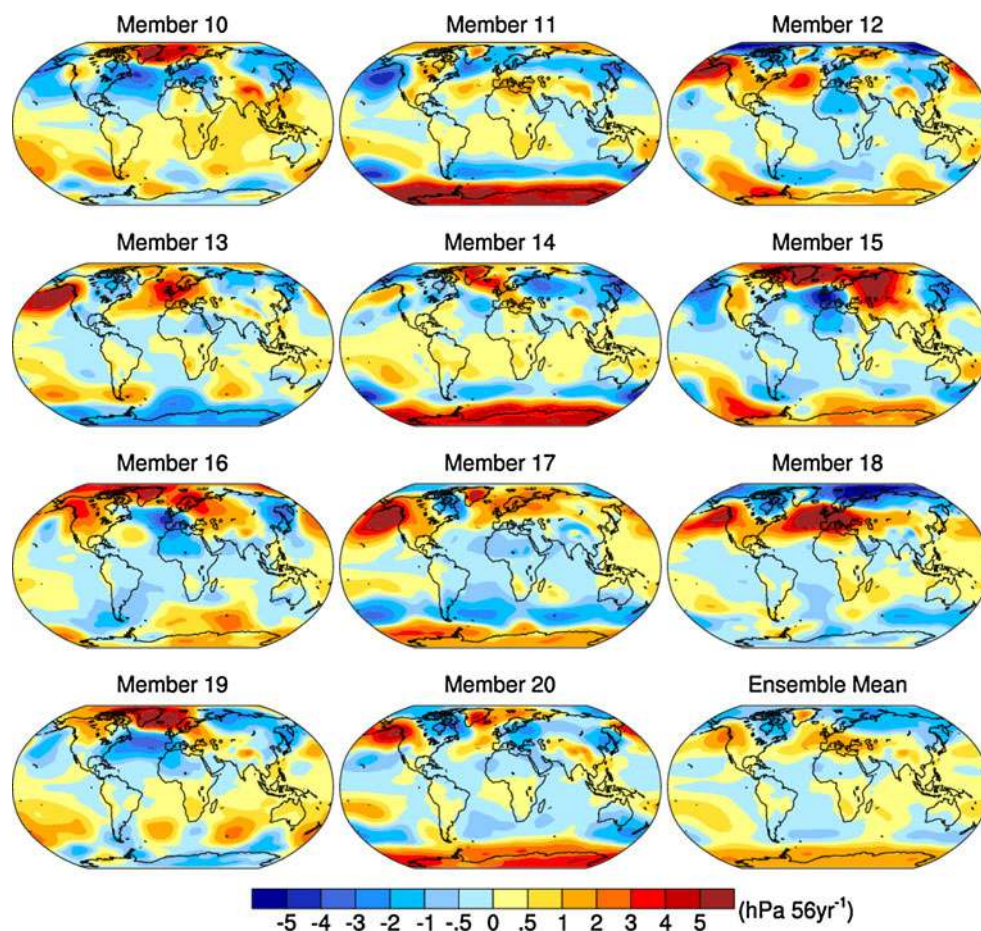 Member 10 Member 11 Member 12
Member 13 Member 14 Member 15
Member 16 Member 17 Member 18
Member 19 Member 20 Ensemble Mean
-5 -4 -3 -2 -1 -.5 0 .5 1 2 3 4 5 (hPa 56yr⁻¹)